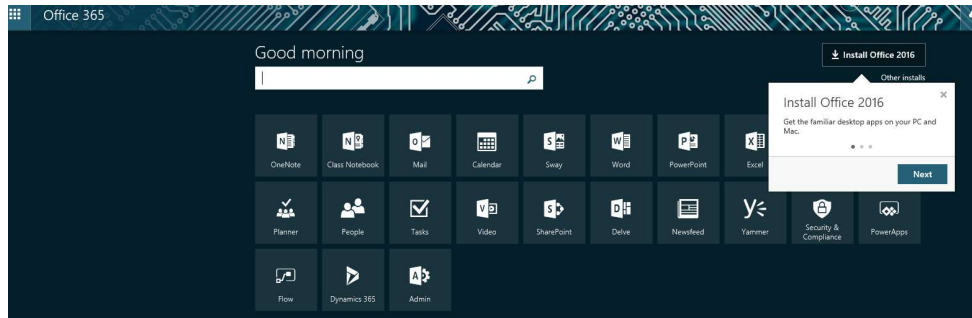 Office 365
Good morning
Install Office 2016
Other installs
Install Office 2016
Get the familiar desktop apps on your PC and
Mac.
Next
OneNote
Class Notebook
Mail
Calendar
Sway
Word
PowerPoint
Excel
Planner
People
Tasks
Video
SharePoint
Delve
Newsfeed
Yammer
Security &
Compliance
PowerApps
Flow
Dynamics 365
Admin